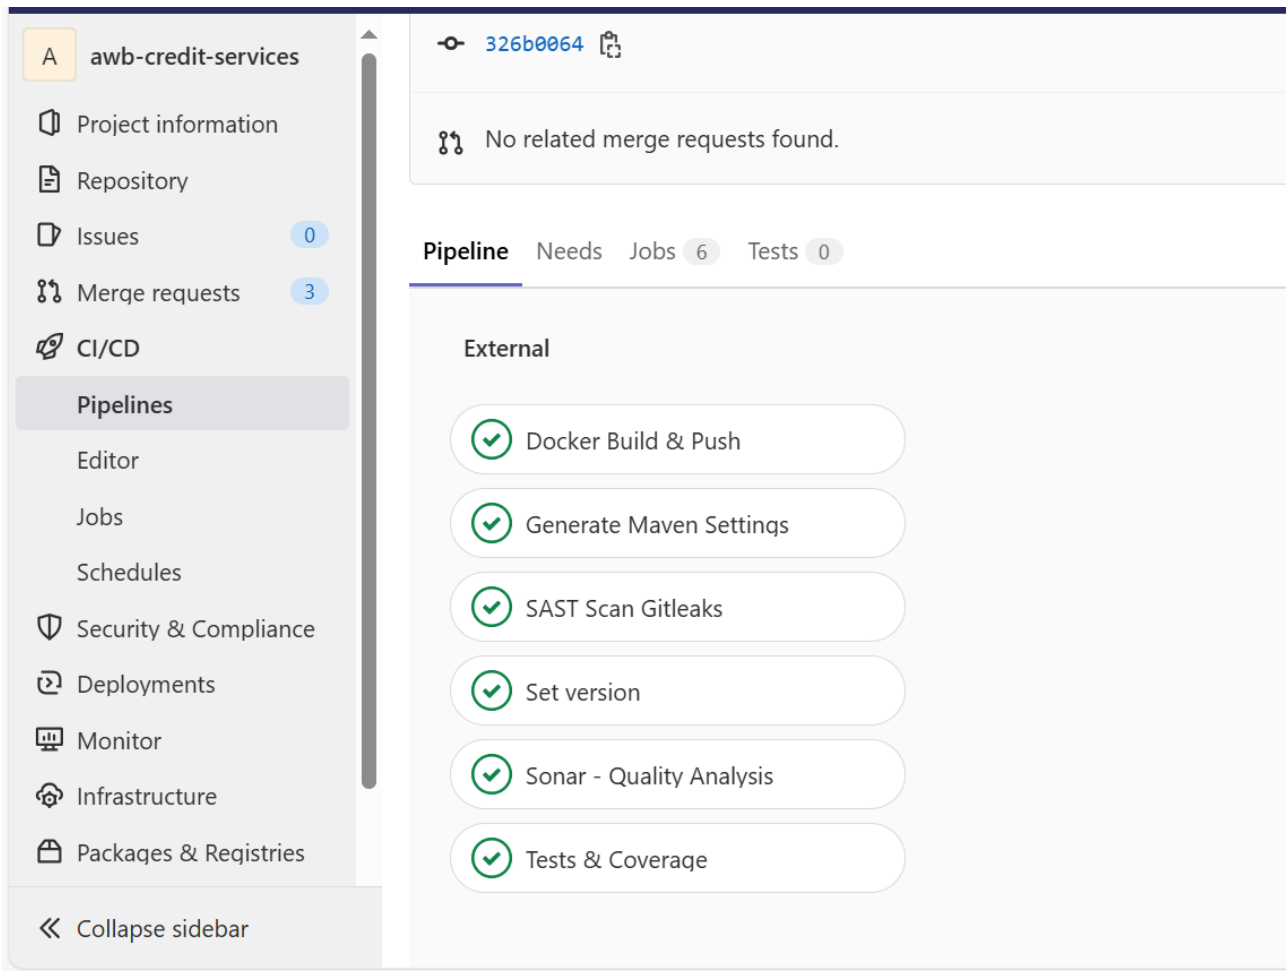 A awb-credit-services
Project information
Repository
Issues 0
Merge requests 3
CI/CD
Pipelines
Editor
Jobs
Schedules
Security & Compliance
Deployments
Monitor
Infrastructure
Packages & Registries
Collapse sidebar
326b0064
No related merge requests found.
Pipeline Needs Jobs 6 Tests 0
External
Docker Build & Push
Generate Maven Settings
SAST Scan Gitleaks
Set version
Sonar - Quality Analysis
Tests & Coverage